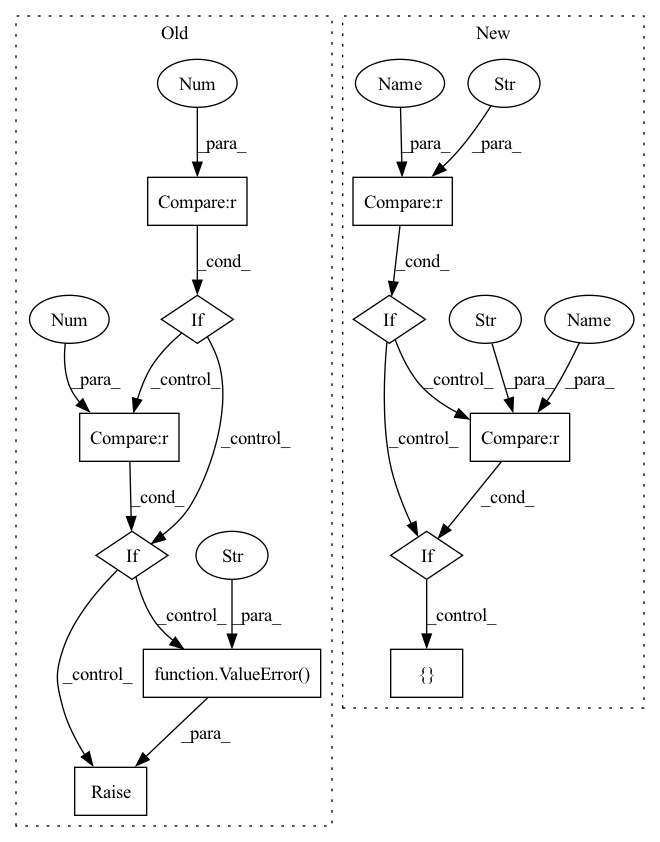 Old
New
Num
Name
Str
_para_
_para_
_para_
Compare:r
Compare:r
_cond_
_cond_
Num
If
If
Str
Name
_para_
_control_
_control_
_control_
_control_
_para_
_para_
Compare:r
Compare:r
_cond_
_cond_
If
Str
If
_control_
_control_
_para_
_control_
function.ValueError()
{}
_para_
Raise